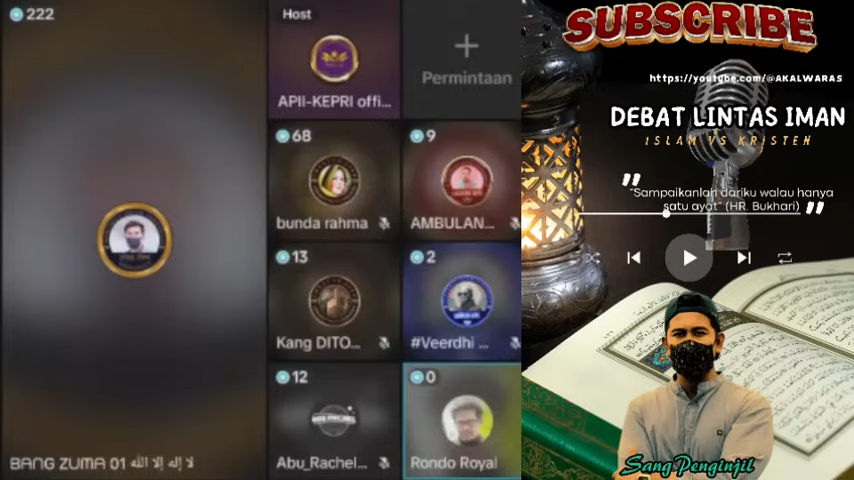 222
Host
APII-KEPRI offi...
Permintaan
68
bunda rahma
9
AMBULAN...
13
Kang DITO...
2
#Veerdhi ...
12
Abu_Rachel...
0
Rondo Royal
BANG ZUMA 01 لا إله إلا الله
SUBSCRIBE
https://youtube.com/@AKALWARAS
DEBAT LINTAS IMAN
ISLAM VS KRISTEN
"Sampaikanlah dariku walau hanya
satu ayat" (HR. Bukhari)
Sang Penginjil